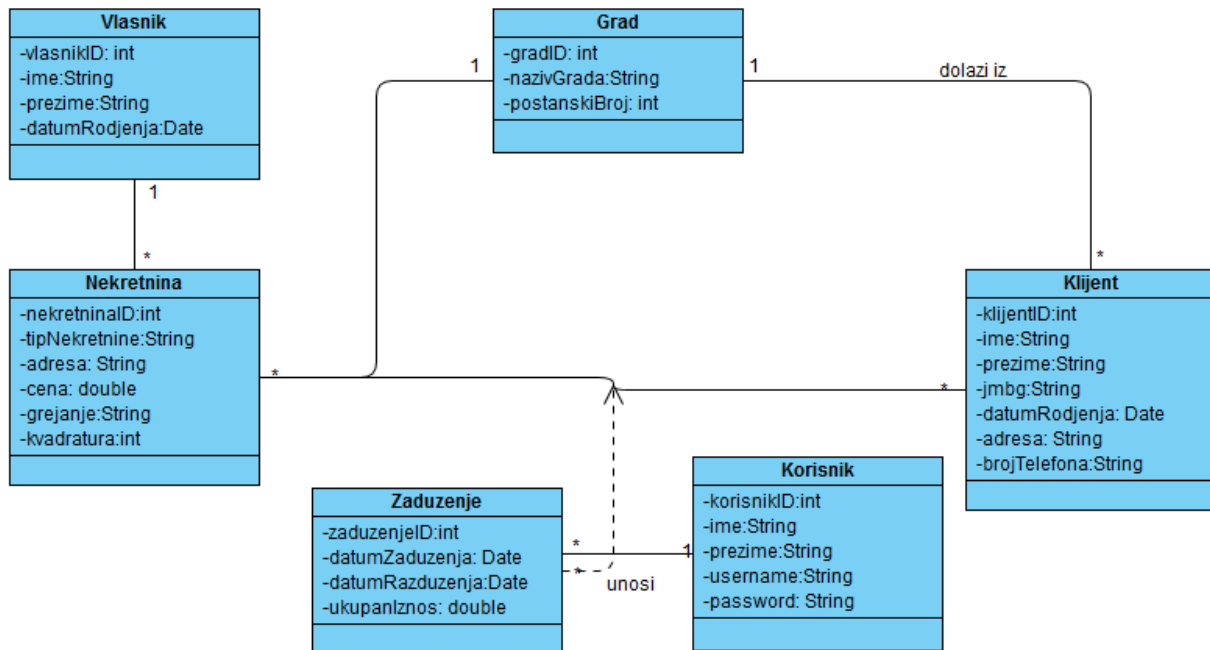 Vlasnik
-vlasnikID: int
-ime:String
-prezime:String
-datumRodjenja:Date
Grad
-gradID: int
-nazivGrada:String
-postanskiBroj: int
1
1
dolazi iz
1
*
*
Nekretnina
-nekretninaID:int
-tipNekretnine:String
-adresa: String
-cena: double
-grejanje:String
-kvadratura:int
*
*
Klijent
-klijentID:int
-ime:String
-prezime:String
-jmbg:String
-datumRodjenja: Date
-adresa: String
-brojTelefona:String
Zaduzenje
-zaduzenjeID:int
-datumZaduzenja: Date
-datumRazduzenja:Date
-ukupanIznos: double
*
*
1
unosi
Korisnik
-korisnikID:int
-ime:String
-prezime:String
-username:String
-password: String